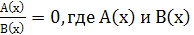 A(x)/B(x) = 0, где A(x) и B(x)